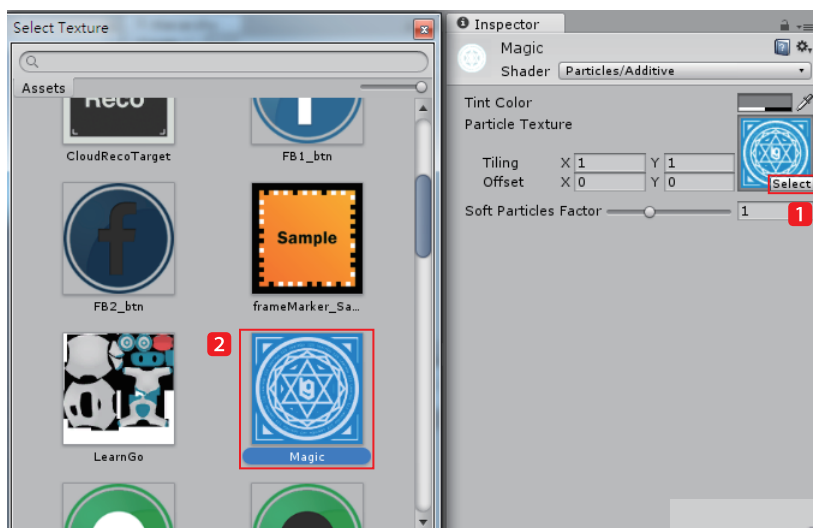 Select Texture
Assets
Reco
CloudRecoTarget
FB1_btn
f
FB2_btn
Sample
frameMarker_Sa...
LearnGo
2
lg
Magic
Inspector
Magic
Shader Particles/Additive
Tint Color
Particle Texture
Tiling X 1 Y 1
Offset X 0 Y 0
Select
Soft Particles Factor 1
1